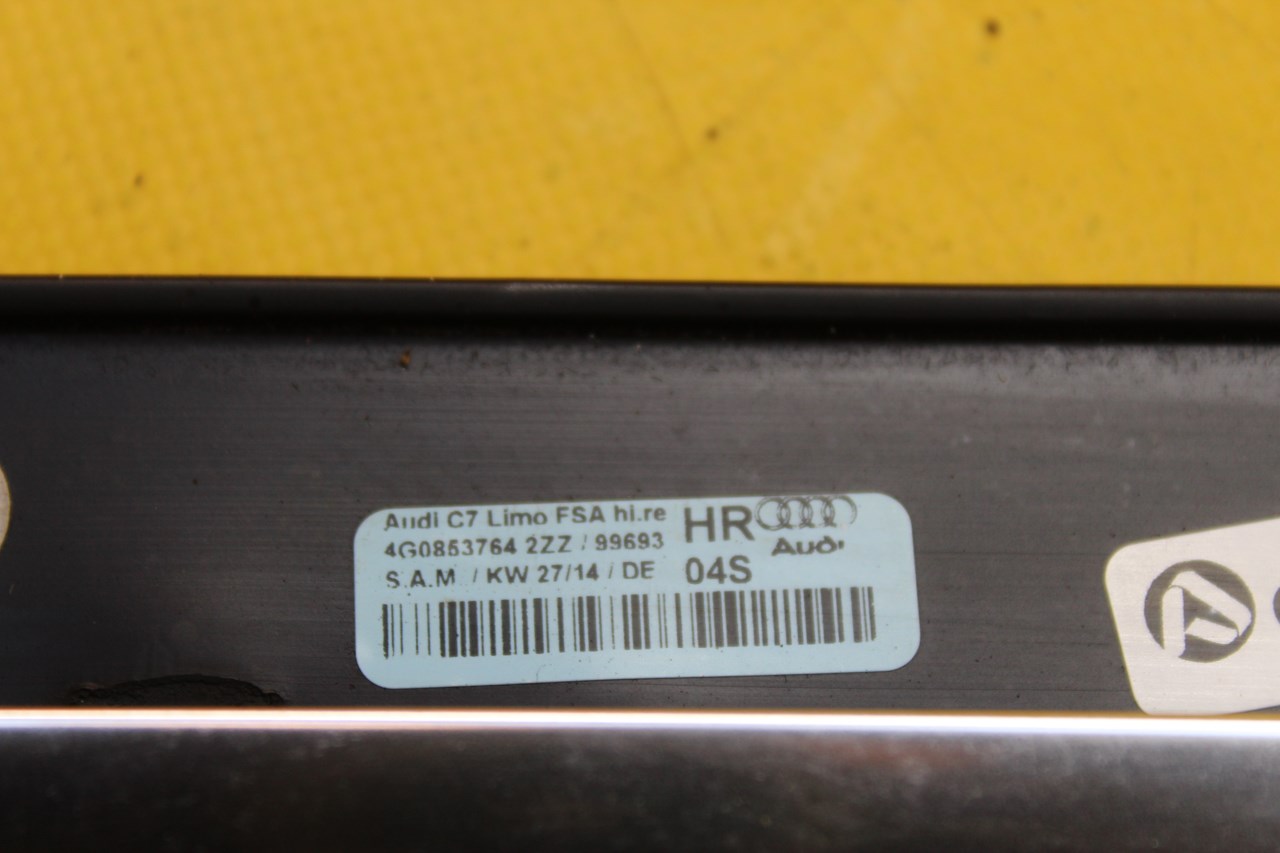 Audi C7 Limo FSA hi.re
4G0853764 2ZZ / 99693
S.A.M / KW 27/14 / DE
HR
04S
Audi